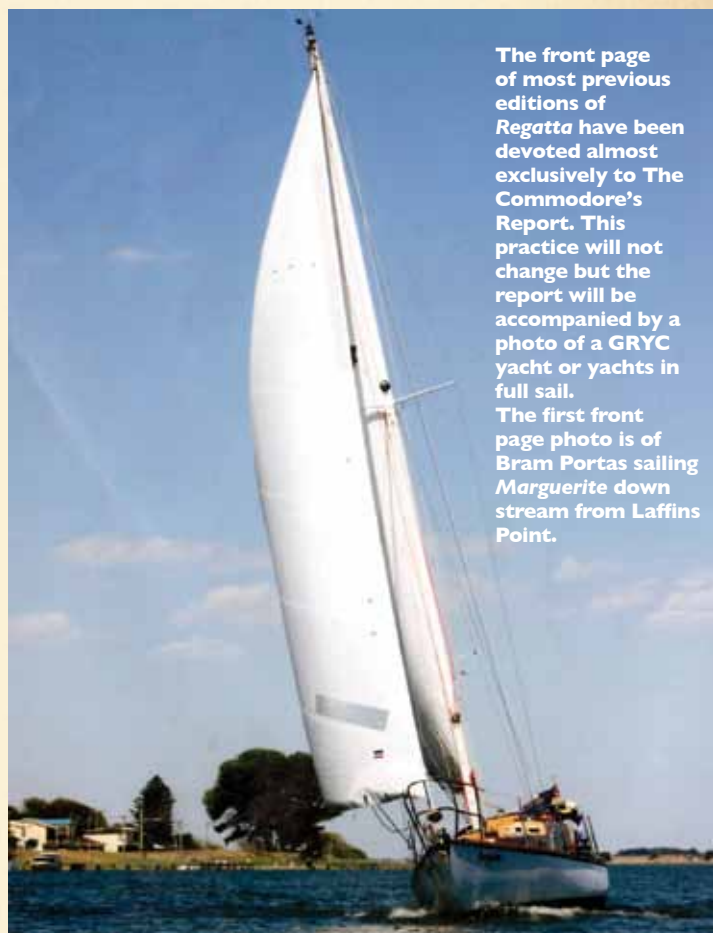 The front page
of most previous
editions of
Regatta have been
devoted almost
exclusively to The
Commodore’s
Report. This
practice will not
change but the
report will be
accompanied by a
photo of a GRYC
yacht or yachts in
full sail.
The first front
page photo is of
Bram Portas sailing
Marguerite down
stream from Laffins
Point.